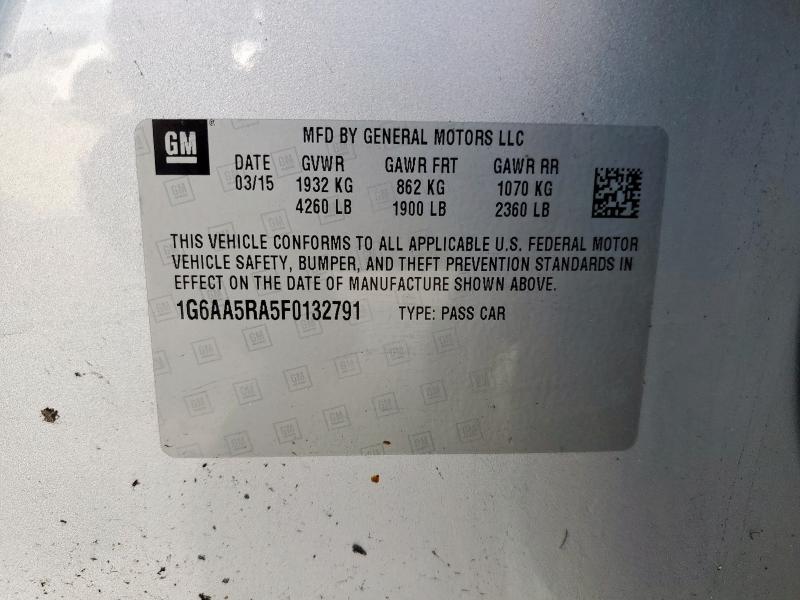 GM
MFD BY GENERAL MOTORS LLC
DATE GVWR GAWR FRT GAWR RR
03/15 1932 KG 862 KG 1070 KG
4260 LB 1900 LB 2360 LB
THIS VEHICLE CONFORMS TO ALL APPLICABLE U.S. FEDERAL MOTOR
VEHICLE SAFETY, BUMPER, AND THEFT PREVENTION STANDARDS IN
EFFECT ON THE DATE OF MANUFACTURE SHOWN ABOVE.
1G6AA5RA5F0132791 TYPE: PASS CAR